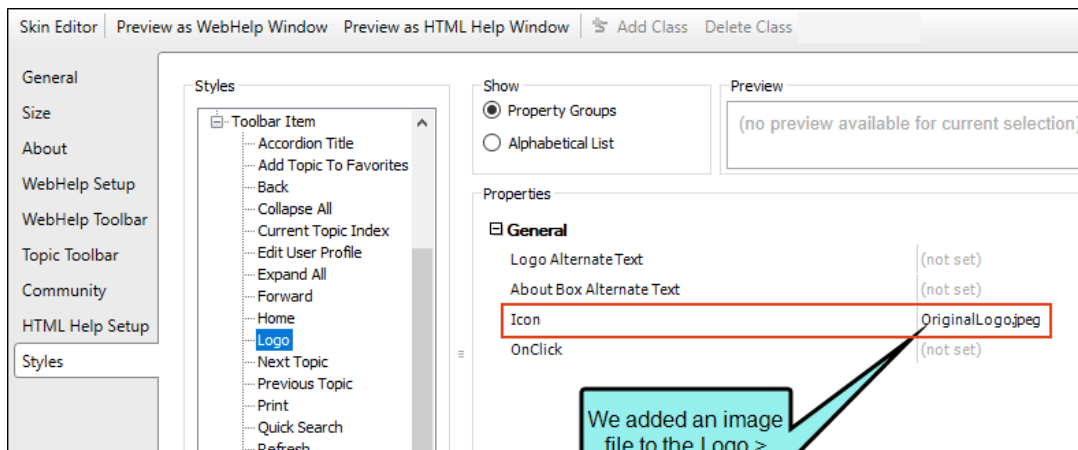 Skin Editor Preview as WebHelp Window Preview as HTML Help Window Add Class Delete Class
General
Size
About
WebHelp Setup
WebHelp Toolbar
Topic Toolbar
Community
HTML Help Setup
Styles
Styles
Toolbar Item
Accordion Title
Add Topic To Favorites
Back
Collapse All
Current Topic Index
Edit User Profile
Expand All
Forward
Home
Logo
Next Topic
Previous Topic
Print
Quick Search
Refresh
Show
Property Groups
Alphabetical List
Preview
(no preview available for current selection)
Properties
General
Logo Alternate Text (not set)
About Box Alternate Text (not set)
Icon OriginalLogo.jpeg
OnClick (not set)
We added an image
file to the Logo >